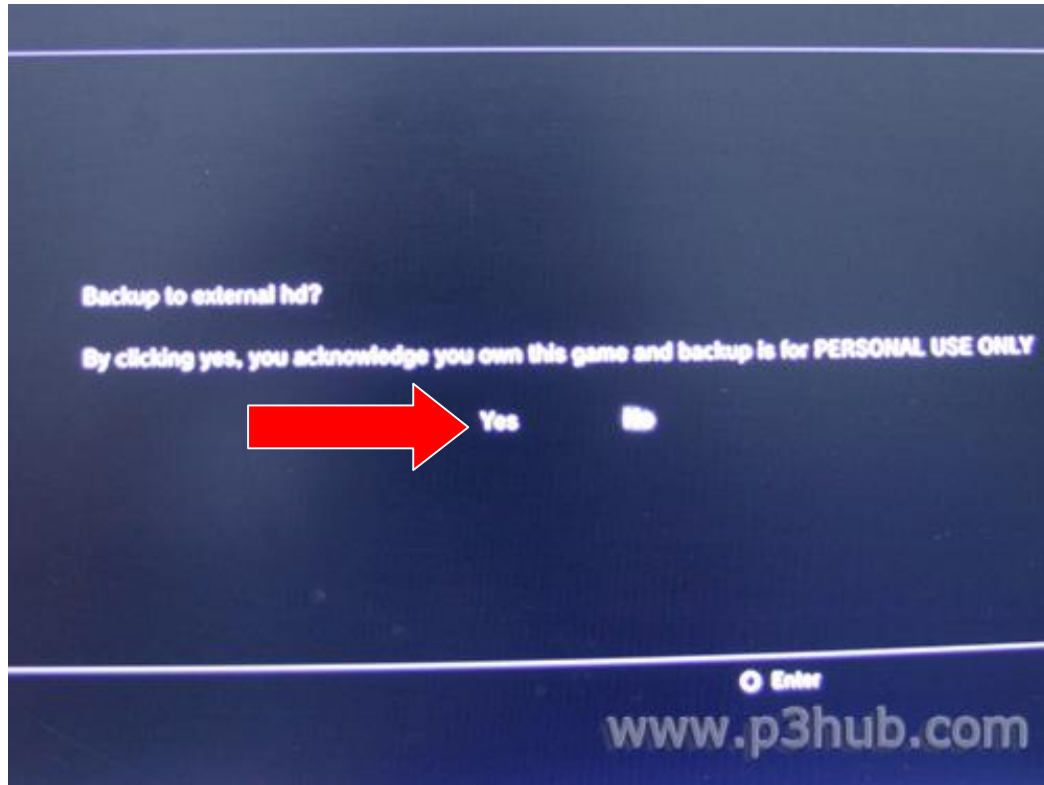 Backup to external hd?
By clicking yes, you acknowledge you own this game and backup is for PERSONAL USE ONLY
Yes No
Enter
www.p3hub.com